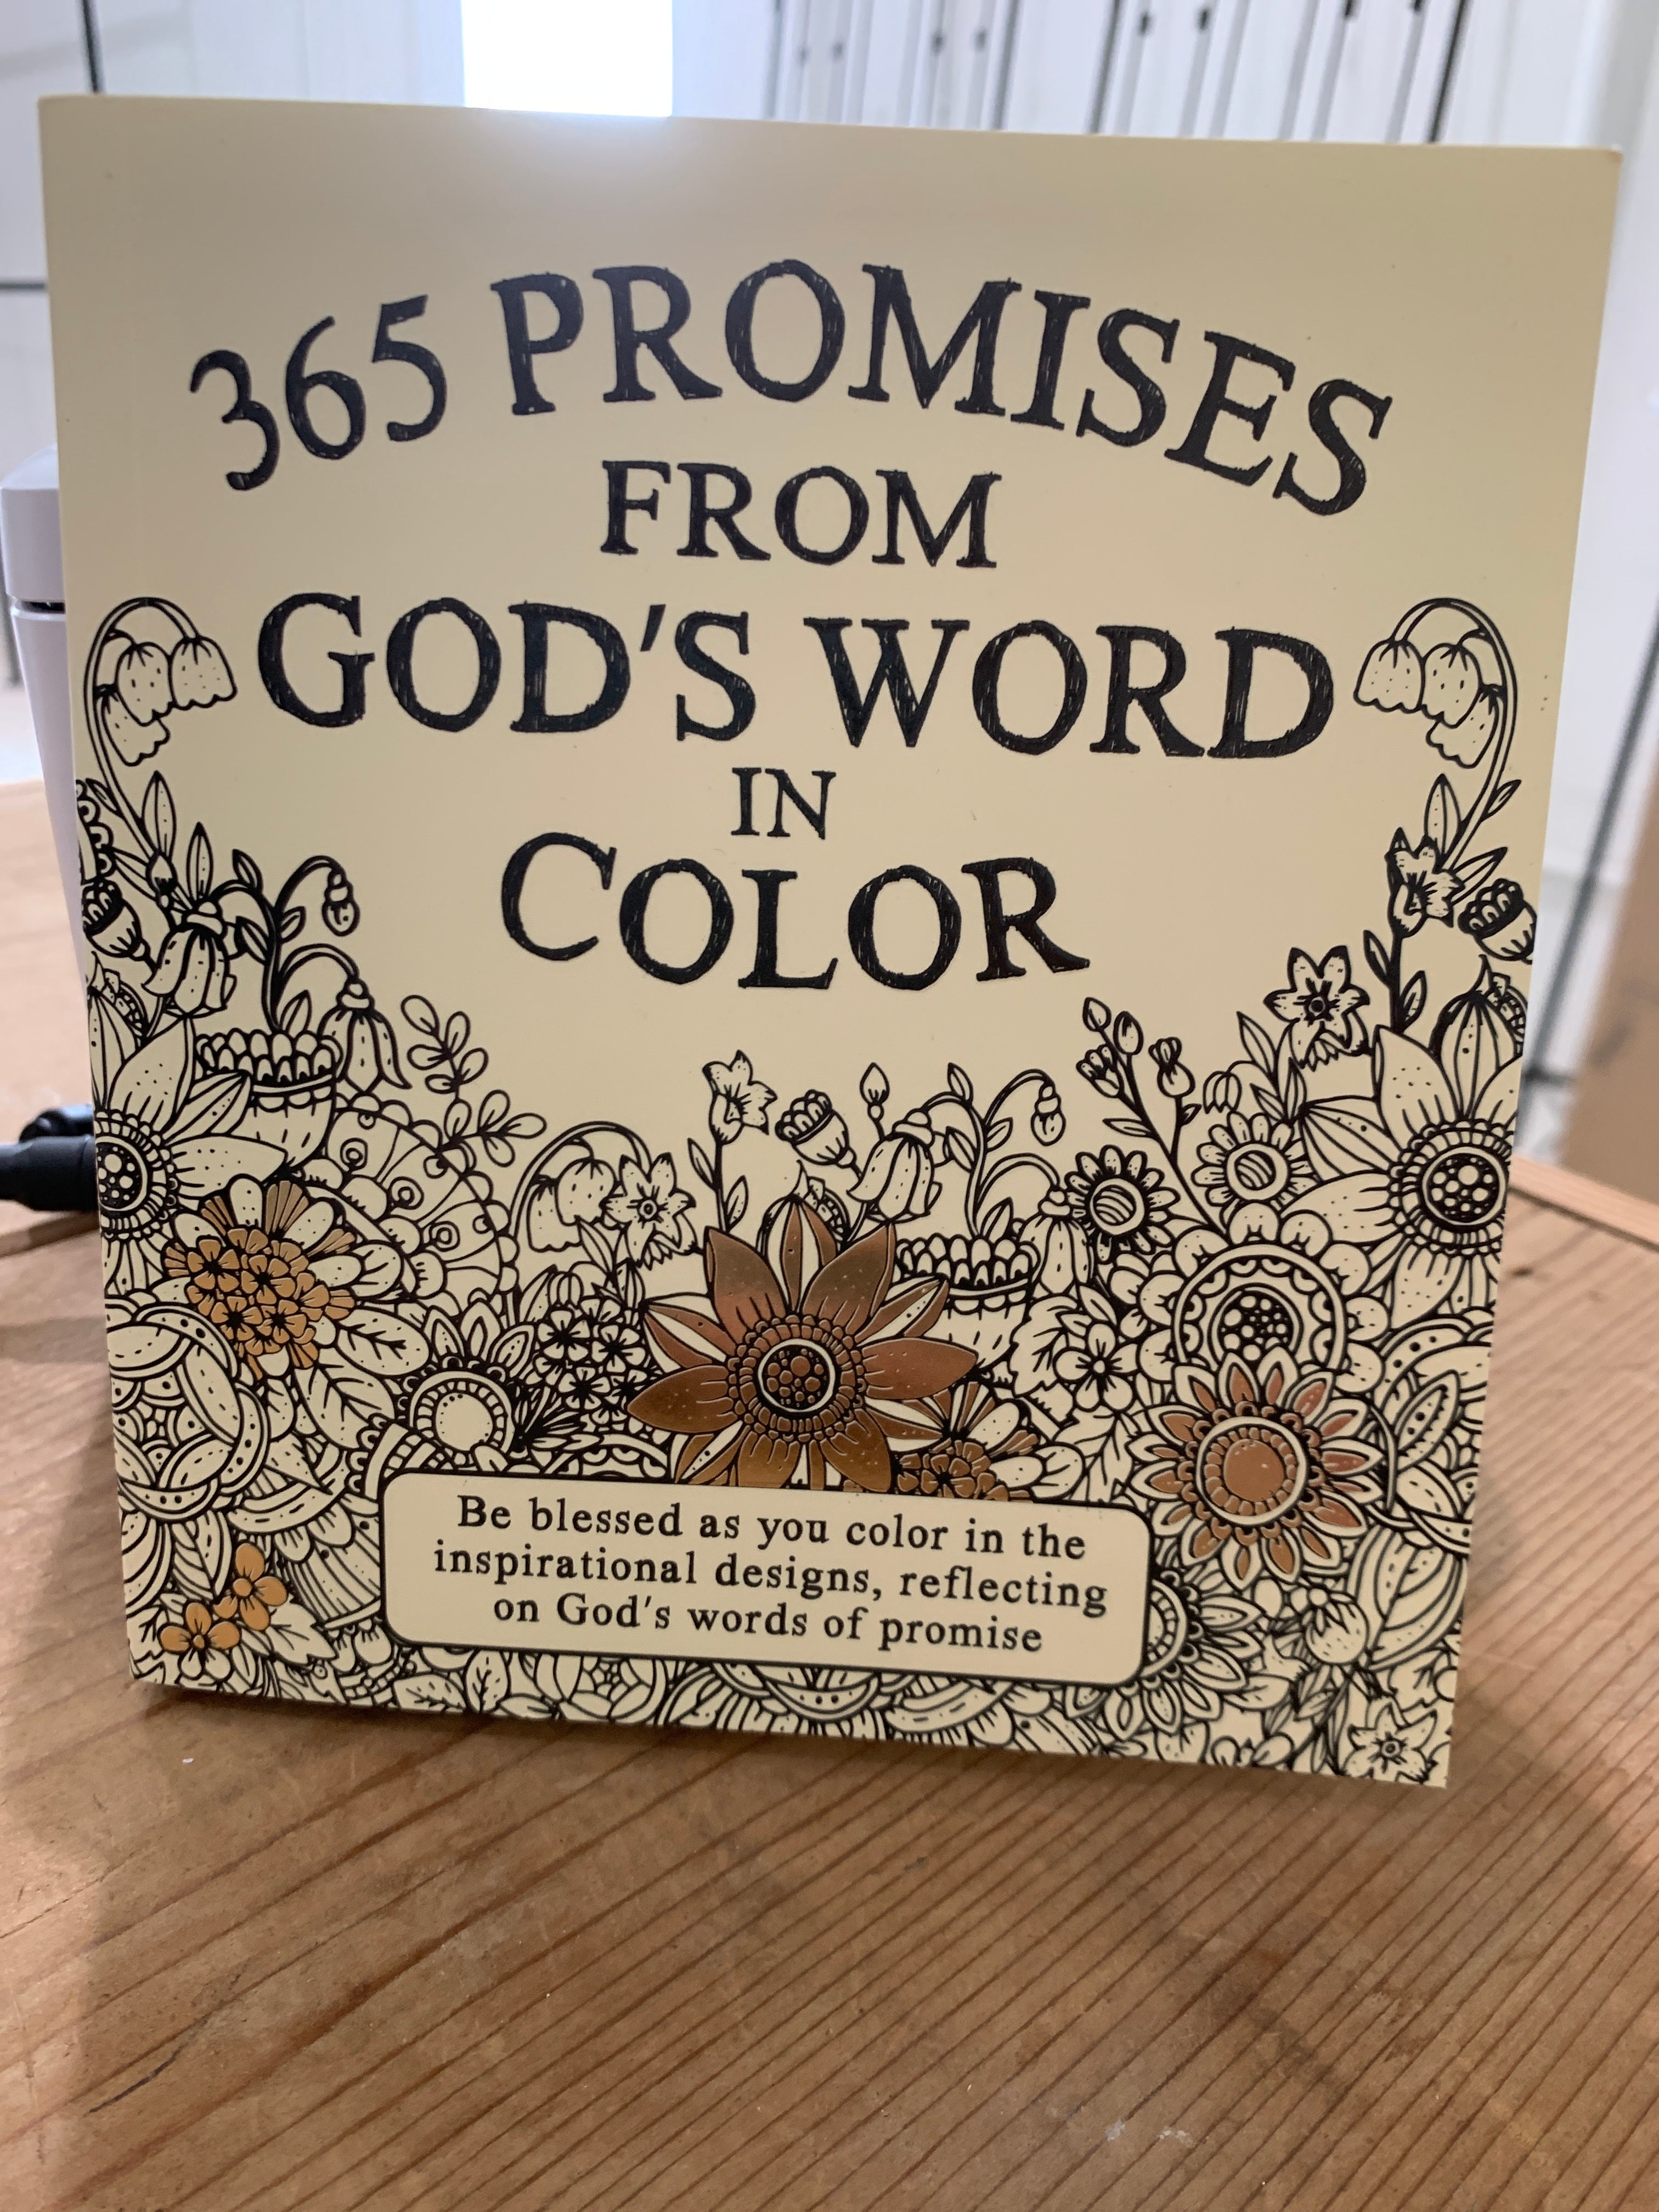 365 PROMISES
FROM
GOD'S WORD
IN
COLOR
Be blessed as you color in the
inspirational designs, reflecting
on God's words of promise